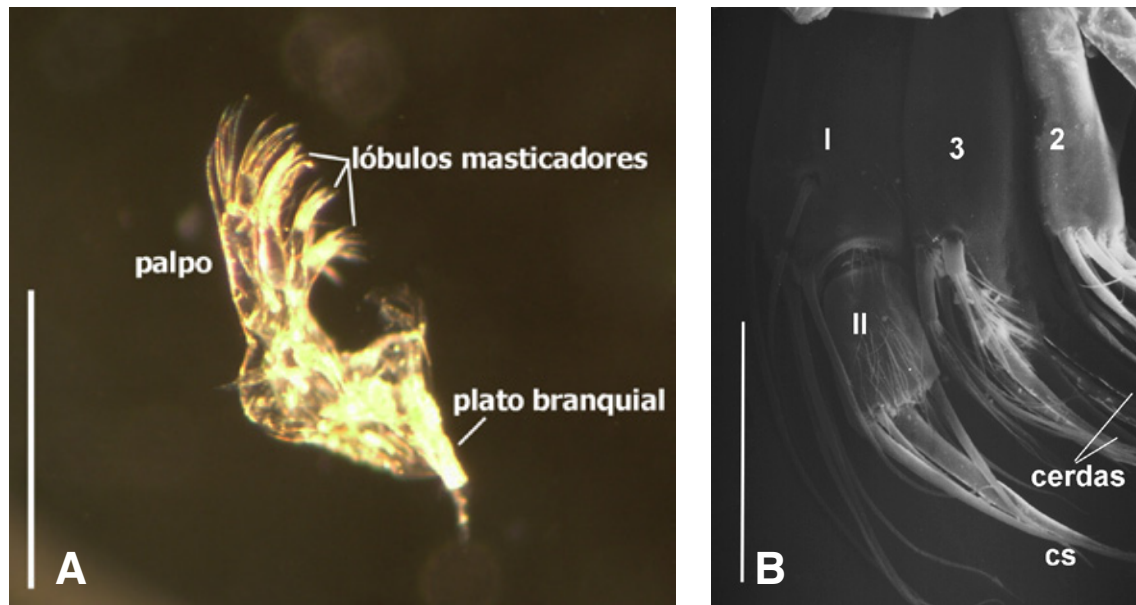 lóbulos masticadores
palpo
plato branquial
A
I
3
2
II
cerdas
cs
B